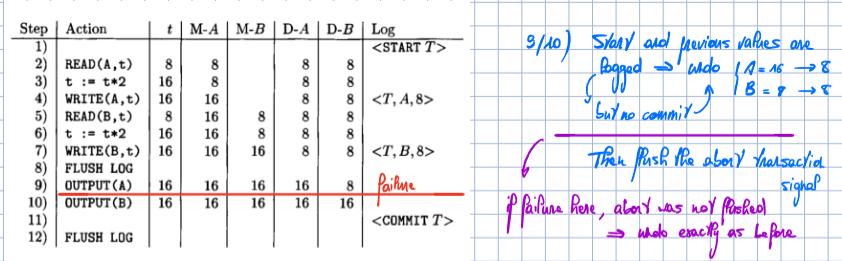 Step Action t M-A M-B D-A D-B Log
1) <START T>
2) READ(A,t) 8 8 8 8
3) t := t*2 16 8 8 8
4) WRITE(A,t) 16 16 8 8 <T, A,8>
5) READ(B,t) 8 16 8 8 8
6) t := t*2 16 16 8 8 8
7) WRITE(B,t) 16 16 16 8 8 <T, B,8>
8) FLUSH LOG
9) OUTPUT(A) 16 16 16 16 8 failure
10) OUTPUT(B) 16 16 16 16 16
11) <COMMIT T>
12) FLUSH LOG
9/10) Start and previous values are
logged ⇒ undo { A = 16 → 8
B = 8 → 8
but no commit
Then flush the abort transaction
signal
if failure here, abort was not flushed
⇒ undo exactly as before